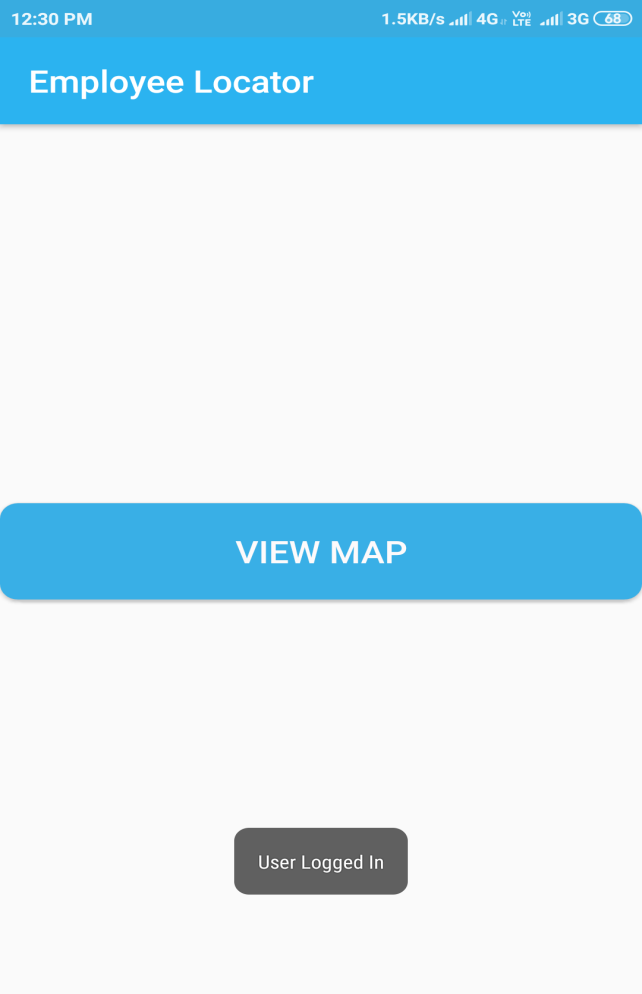 12:30 PM 1.5KB/s 4G Vo) LTE 3G 68
Employee Locator
VIEW MAP
User Logged In